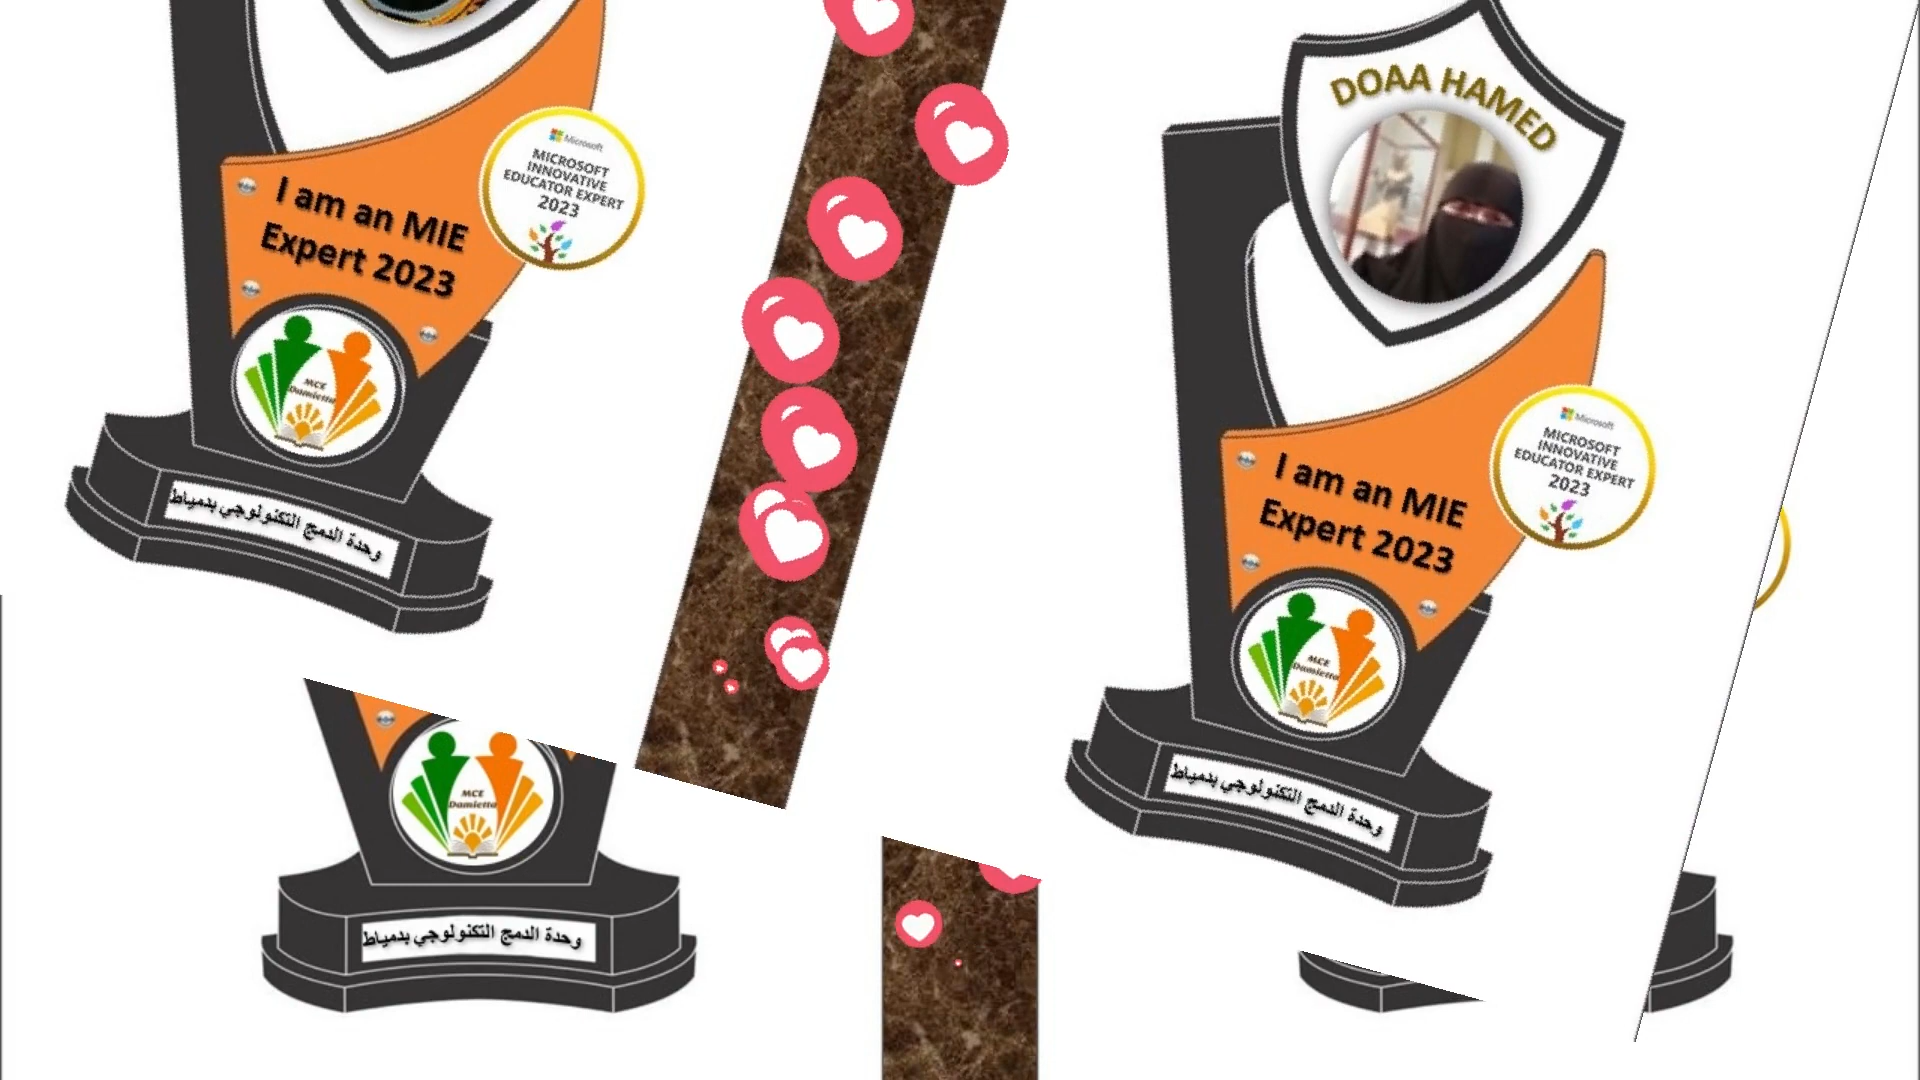 Microsoft
MICROSOFT
INNOVATIVE
EDUCATOR EXPERT
2023
I am an MIE
Expert 2023
MCE
Damietta
وحدة الدمج التكنولوجي بدمياط
MCE
Damietta
وحدة الدمج التكنولوجي بدمياط
DOAA HAMED
Microsoft
MICROSOFT
INNOVATIVE
EDUCATOR EXPERT
2023
I am an MIE
Expert 2023
MCE
Damietta
وحدة الدمج التكنولوجي بدمياط